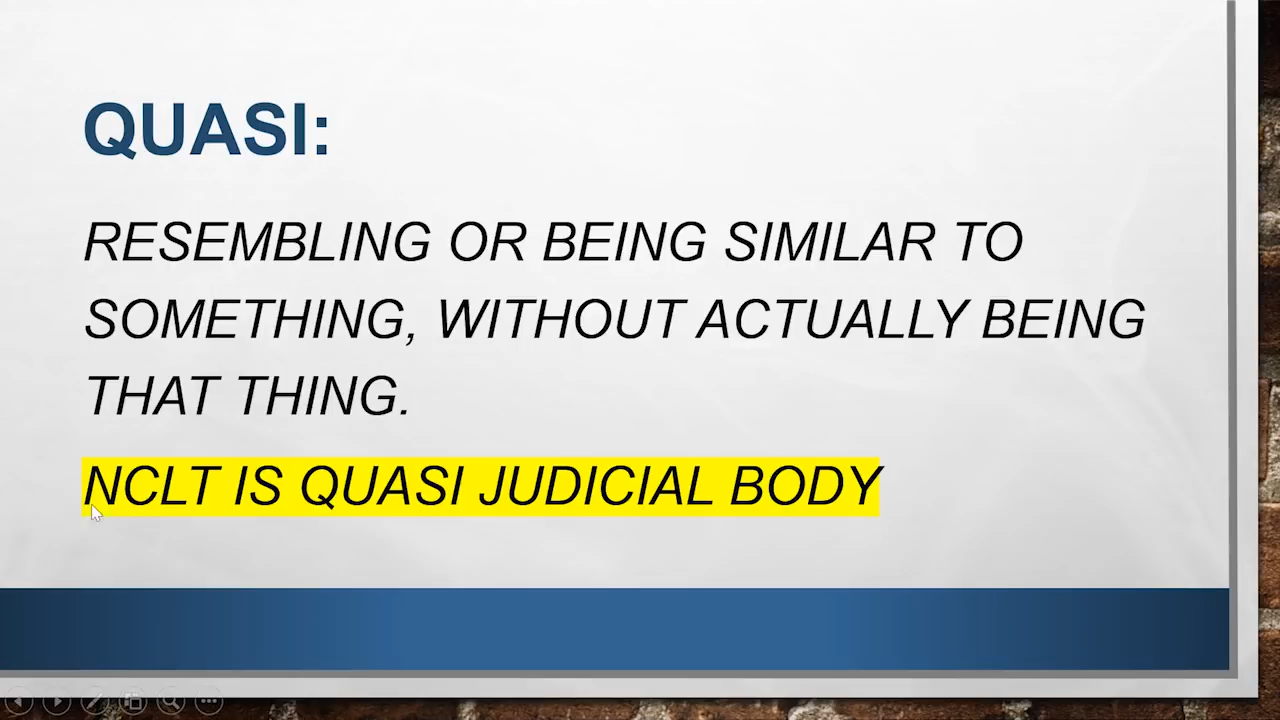 QUASI:
RESEMBLING OR BEING SIMILAR TO
SOMETHING, WITHOUT ACTUALLY BEING
THAT THING.
NCLT IS QUASI JUDICIAL BODY